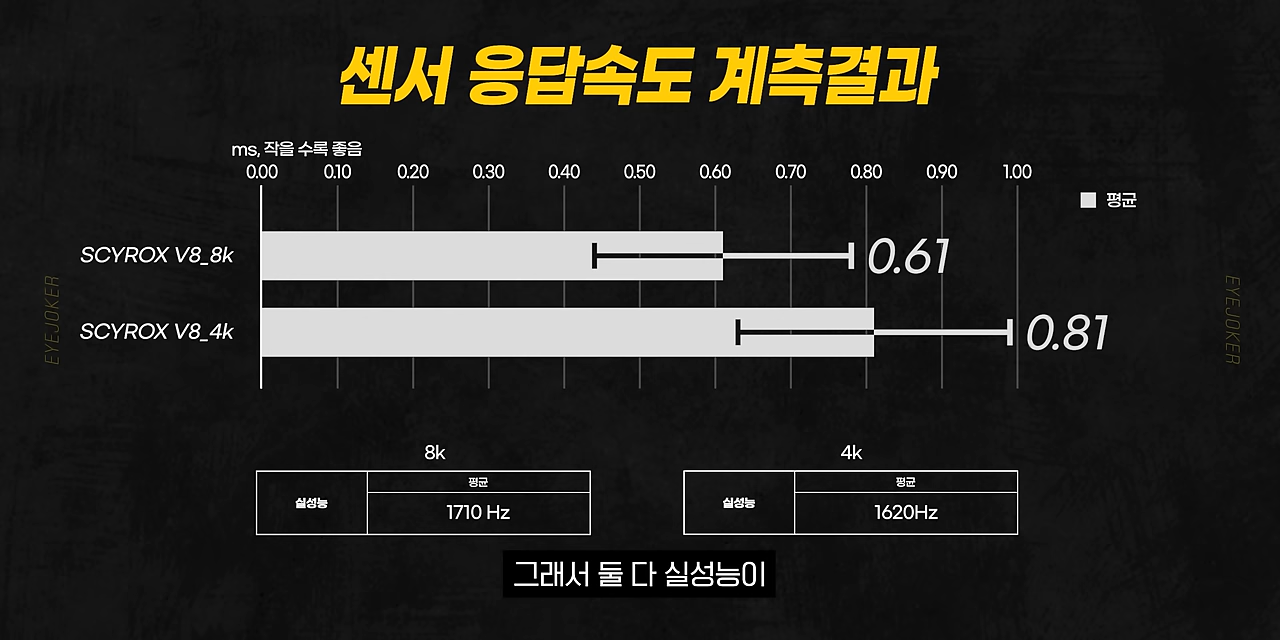 센서 응답속도 계측결과
ms, 작을 수록 좋음
0.00 0.10 0.20 0.30 0.40 0.50 0.60 0.70 0.80 0.90 1.00
평균
SCYROX V8_8k 0.61
SCYROX V8_4k 0.81
EYEJOKER
EYEJOKER
8k
실성능 평균
1710 Hz
4k
실성능 평균
1620Hz
그래서 둘 다 실성능이